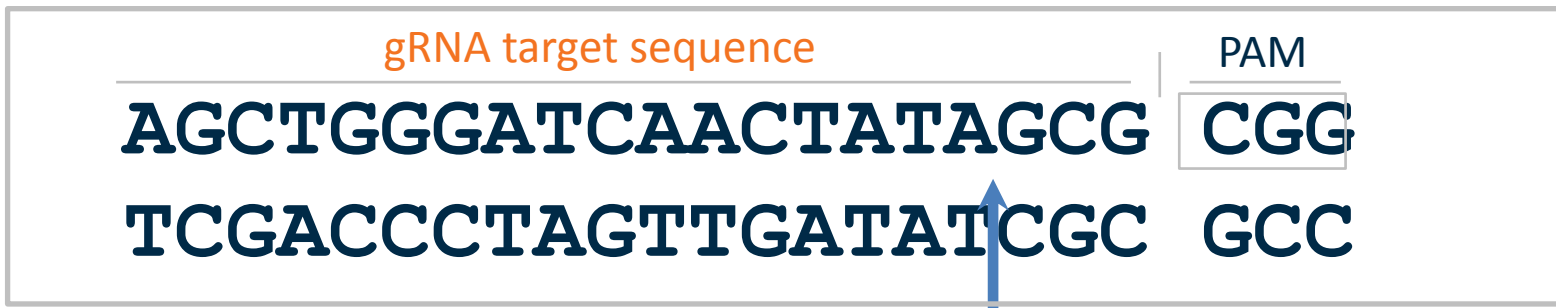 gRNA target sequence PAM
AGCTGGGATCAACTATAGCG CGG
TCGACCCTAGTTGATATCGC GCC